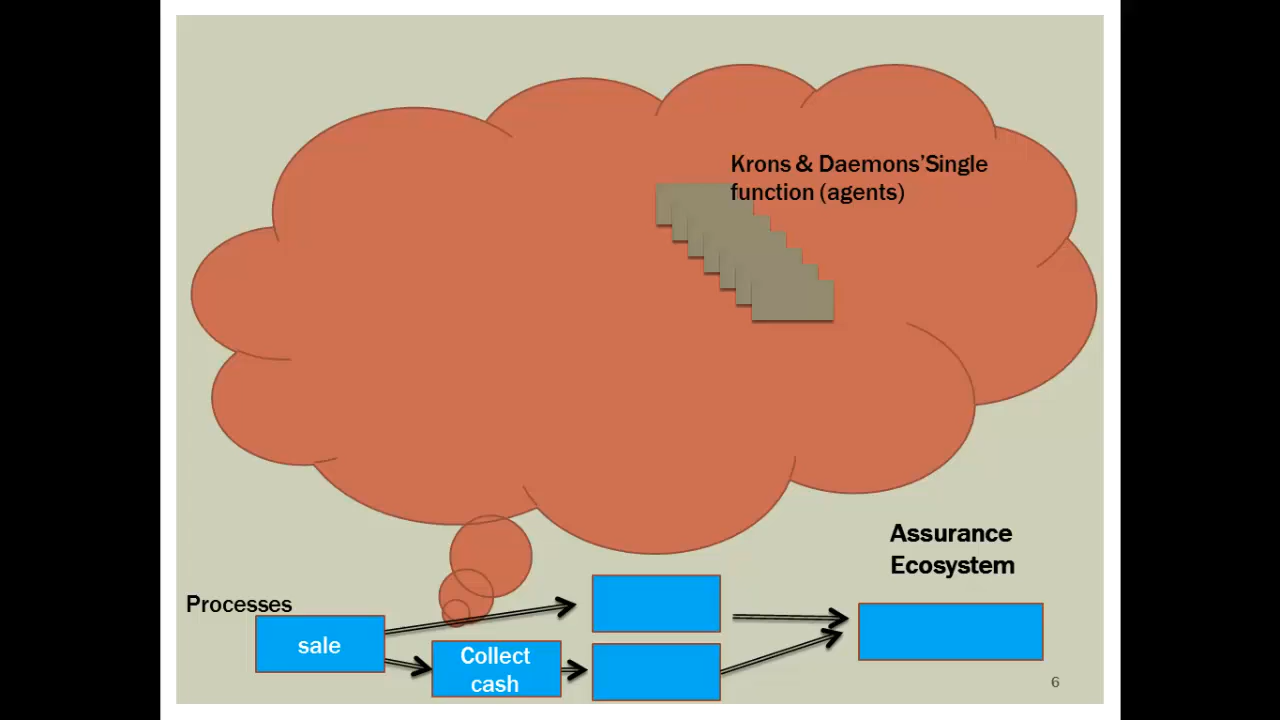 Krons & Daemons’Single
function (agents)
Assurance
Ecosystem
Processes
sale
Collect
cash
6